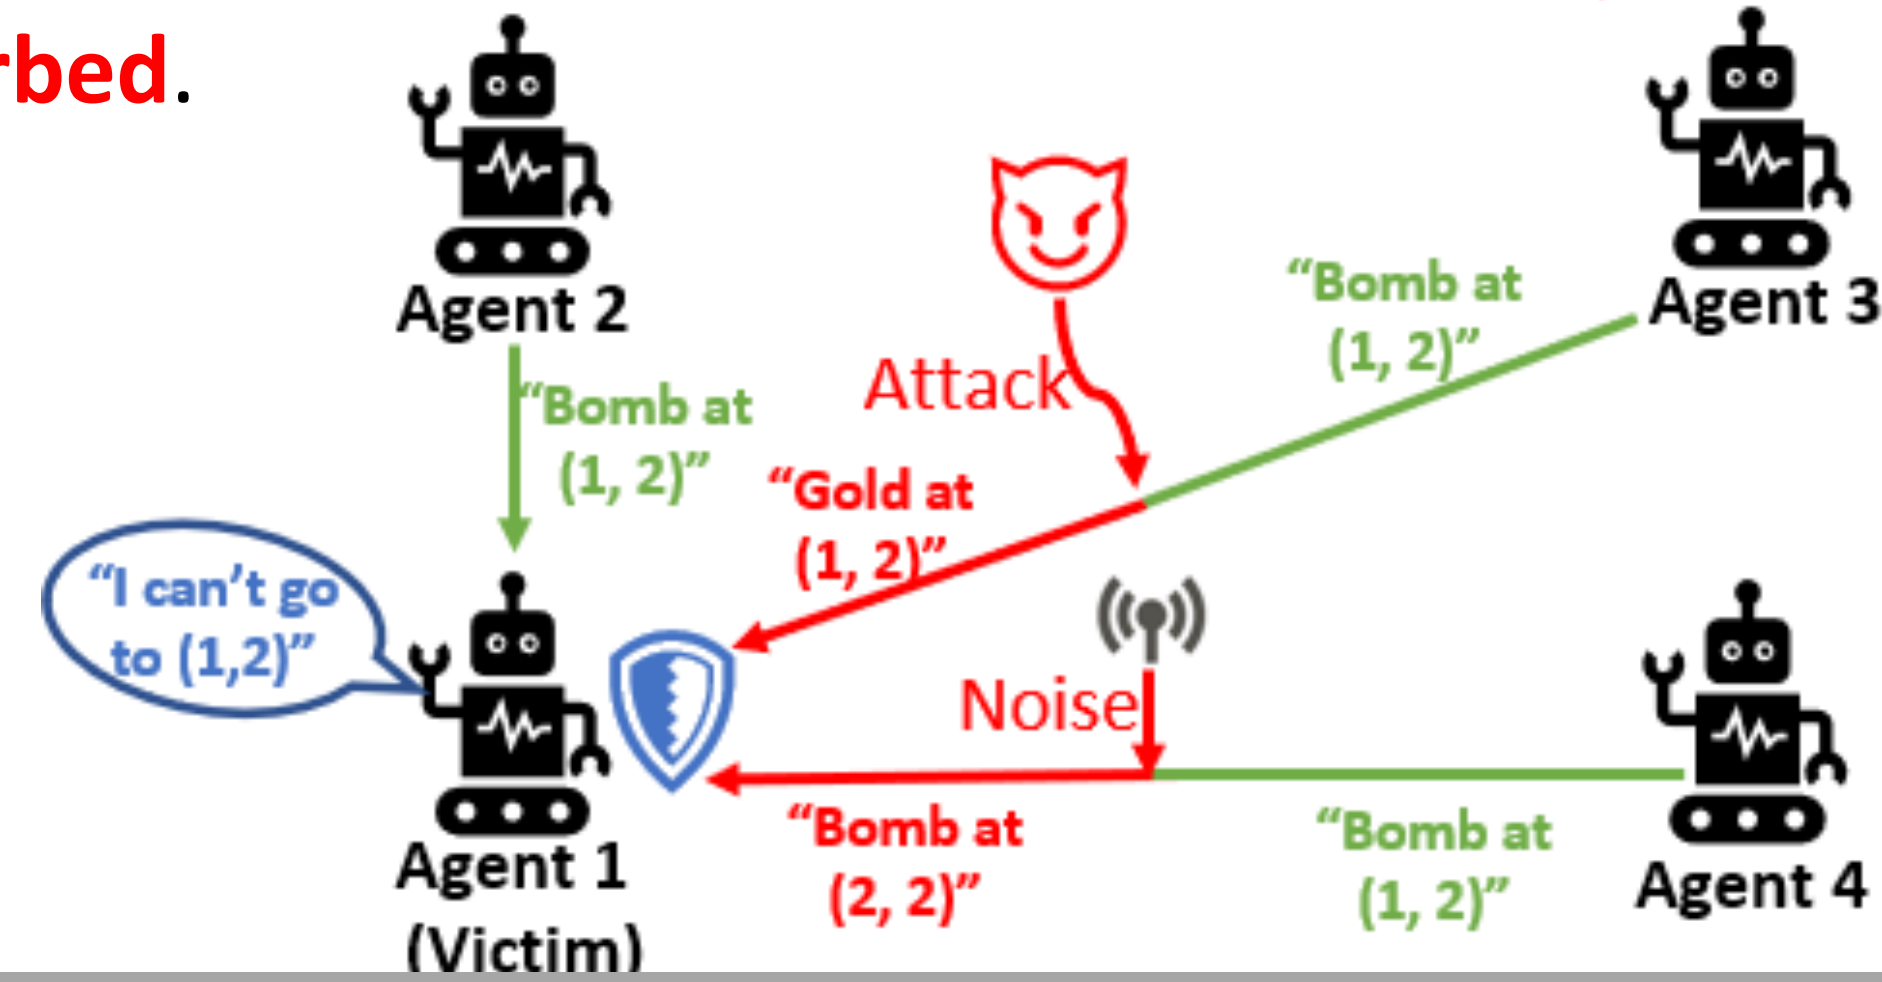 rbed.
Agent 2
Agent 3
"Bomb at
(1, 2)"
Attack
"Bomb at
(1, 2)"
"Gold at
(1, 2)"
"I can't go
to (1,2)"
Noise
Agent 1
(Victim)
"Bomb at
(2, 2)"
"Bomb at
(1, 2)"
Agent 4